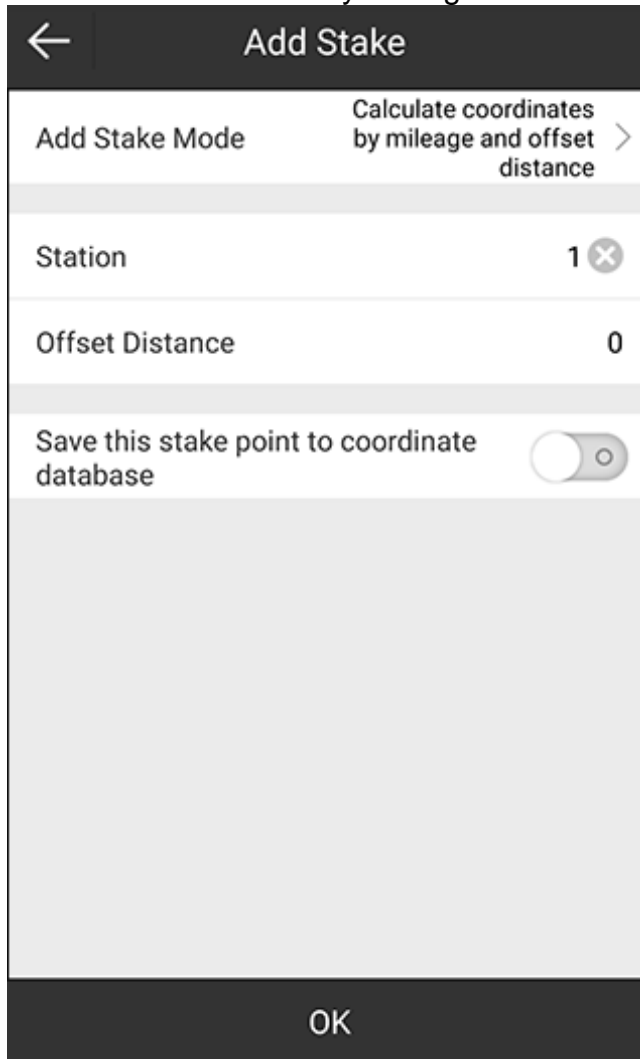 Add Stake
Add Stake Mode
Calculate coordinates
by mileage and offset
distance
Station
1
Offset Distance
0
Save this stake point to coordinate
database
OK